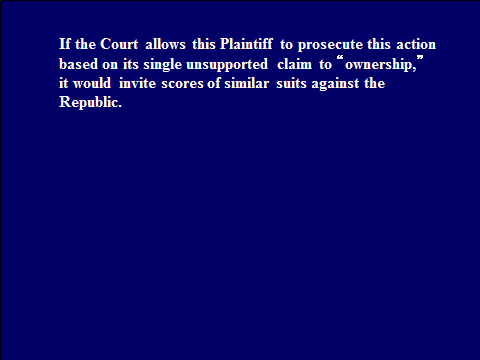 If the Court allows this Plaintiff to prosecute this action
based on its single unsupported claim to “ownership,”
it would invite scores of similar suits against the
Republic.